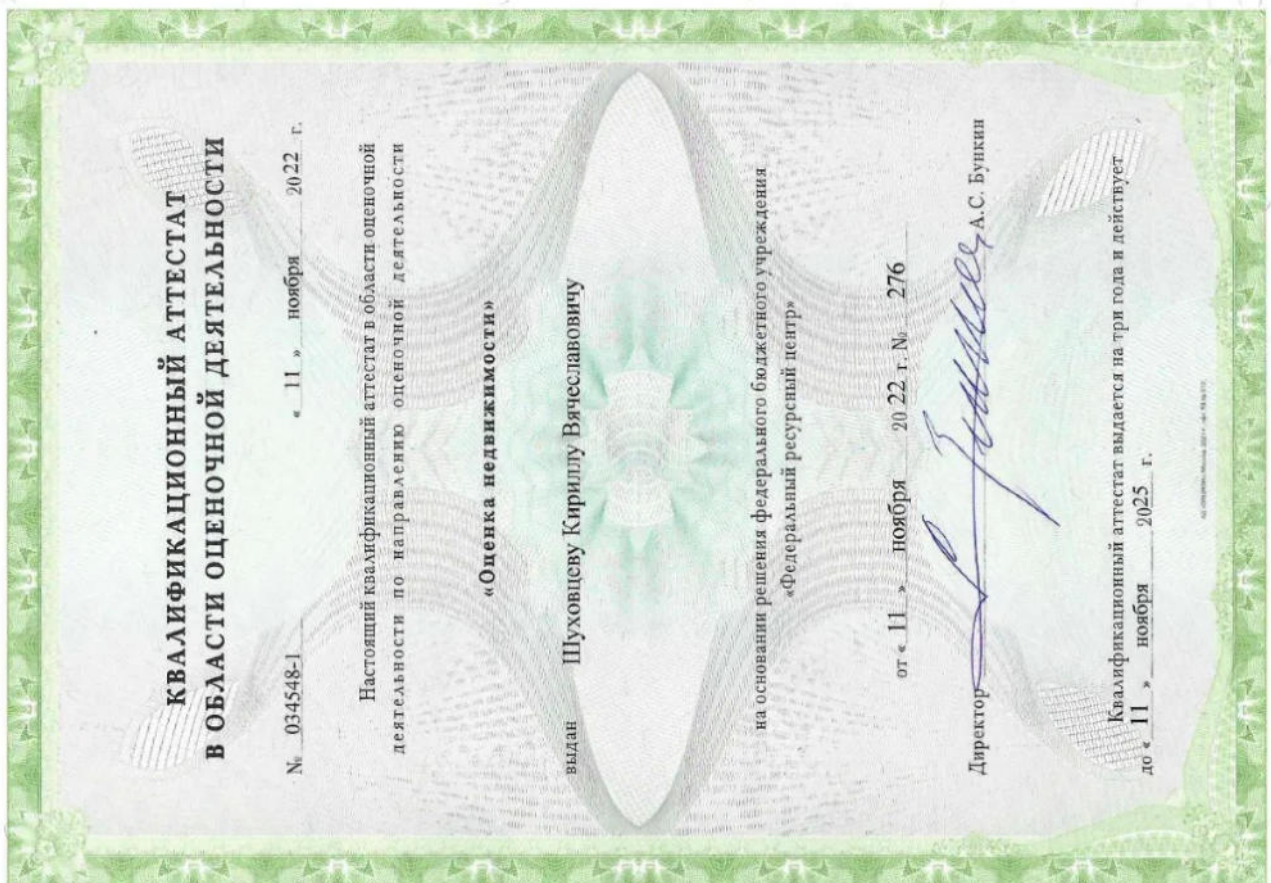 КВАЛИФИКАЦИОННЫЙ АТТЕСТАТ
В ОБЛАСТИ ОЦЕНОЧНОЙ ДЕЯТЕЛЬНОСТИ
№ 034548-1 « 11 » ноября 2022 г.
Настоящий квалификационный аттестат в области оценочной
деятельности по направлению оценочной деятельности
«Оценка недвижимости»
выдан Шуховцеву Кириллу Вячеславовичу
на основании решения федерального бюджетного учреждения
«Федеральный ресурсный центр»
от « 11 » ноября 20 22 г. № 276
Директор А.С. Бункин
Квалификационный аттестат выдается на три года и действует
до « 11 » ноября 2025 г.